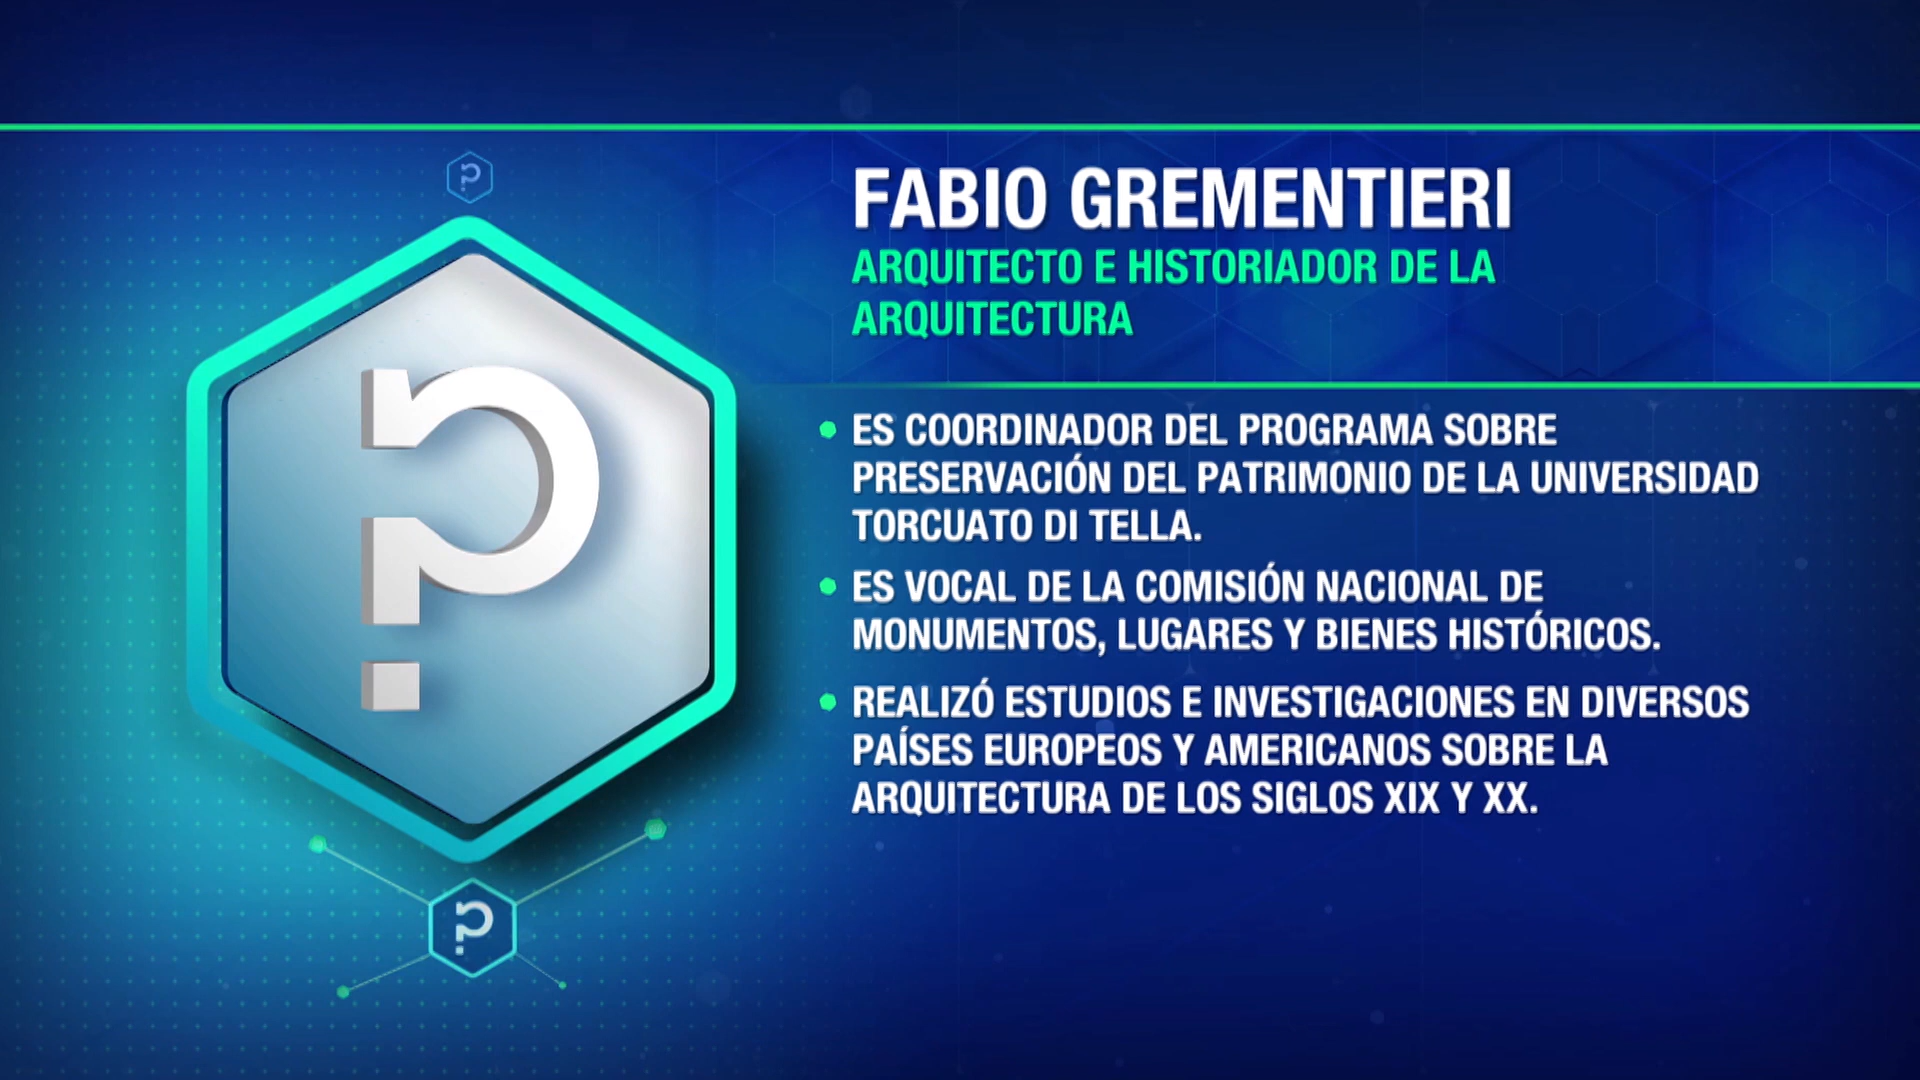 FABIO GREMENTIERI
ARQUITECTO E HISTORIADOR DE LA
ARQUITECTURA
ES COORDINADOR DEL PROGRAMA SOBRE
PRESERVACIÓN DEL PATRIMONIO DE LA UNIVERSIDAD
TORCUATO DI TELLA.
ES VOCAL DE LA COMISIÓN NACIONAL DE
MONUMENTOS, LUGARES Y BIENES HISTÓRICOS.
REALIZÓ ESTUDIOS E INVESTIGACIONES EN DIVERSOS
PAÍSES EUROPEOS Y AMERICANOS SOBRE LA
ARQUITECTURA DE LOS SIGLOS XIX Y XX.